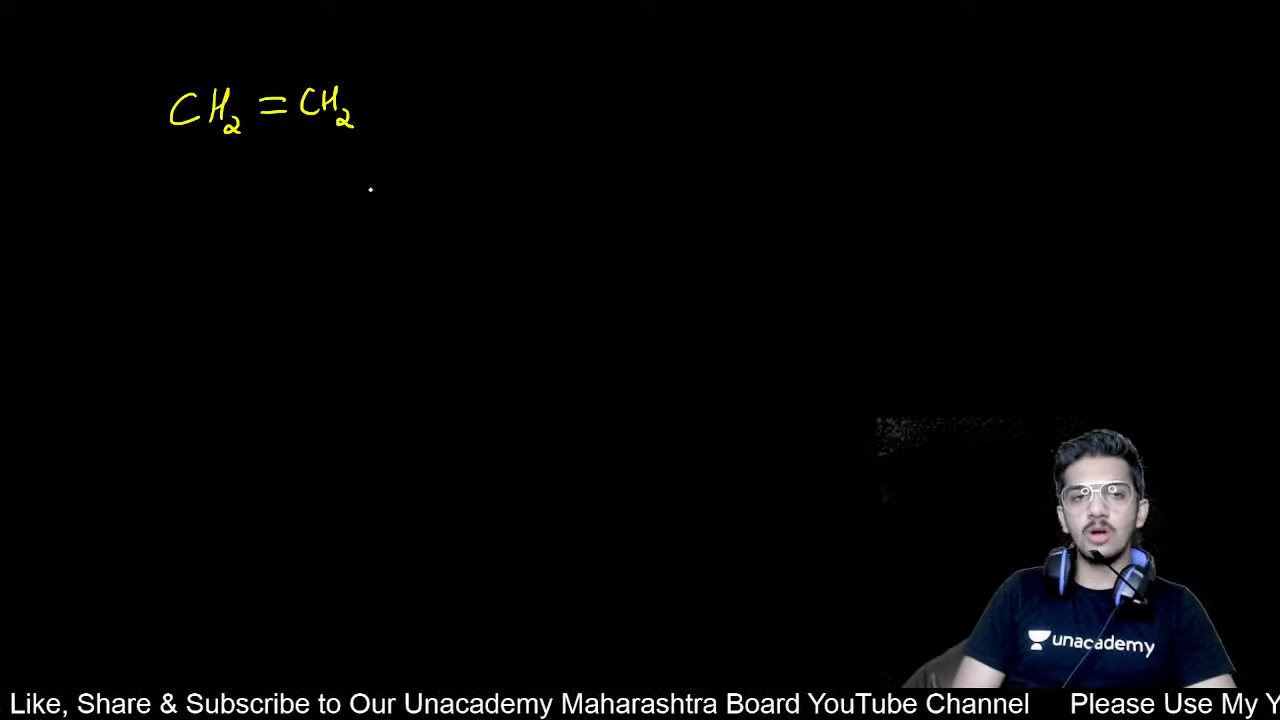 CH₂ = CH₂
unacademy
Like, Share & Subscribe to Our Unacademy Maharashtra Board YouTube Channel Please Use My Y